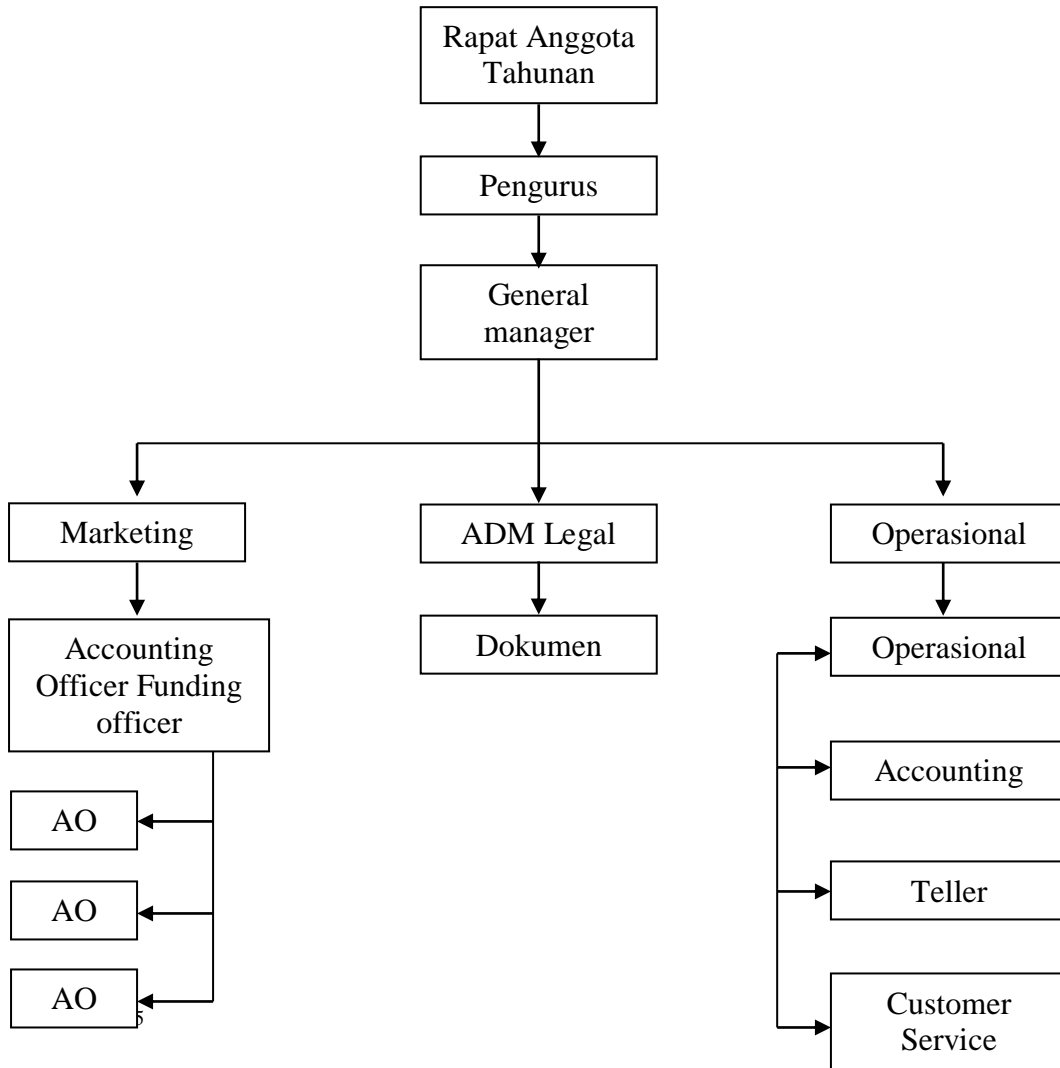 Rapat Anggota
Tahunan
Pengurus
General
manager
Marketing
ADM Legal
Operasional
Accounting
Officer Funding
officer
Dokumen
Operasional
Accounting
AO
AO
Teller
AO
5
Customer
Service